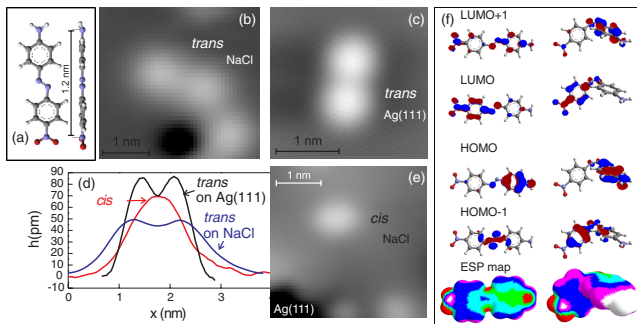 (a)
1.2 nm
(b)
trans
NaCl
1 nm
(c)
trans
Ag(111)
1 nm
(d)
h(pm)
90
80
70
60
50
40
30
20
10
0
0 1 2 3
x (nm)
cis
trans
on Ag(111)
trans
on NaCl
1 nm
(e)
cis
NaCl
Ag(111)
(f)
LUMO+1
LUMO
HOMO
HOMO-1
ESP map